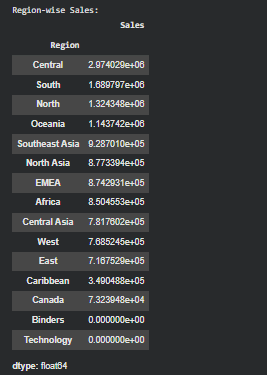 Region-wise Sales:
Sales
Region
Central 2.974029e+06
South 1.689797e+06
North 1.324348e+06
Oceania 1.143742e+06
Southeast Asia 9.287010e+05
North Asia 8.773394e+05
EMEA 8.742931e+05
Africa 8.504553e+05
Central Asia 7.817602e+05
West 7.685245e+05
East 7.167529e+05
Caribbean 3.490488e+05
Canada 7.323948e+04
Binders 0.000000e+00
Technology 0.000000e+00
dtype: float64